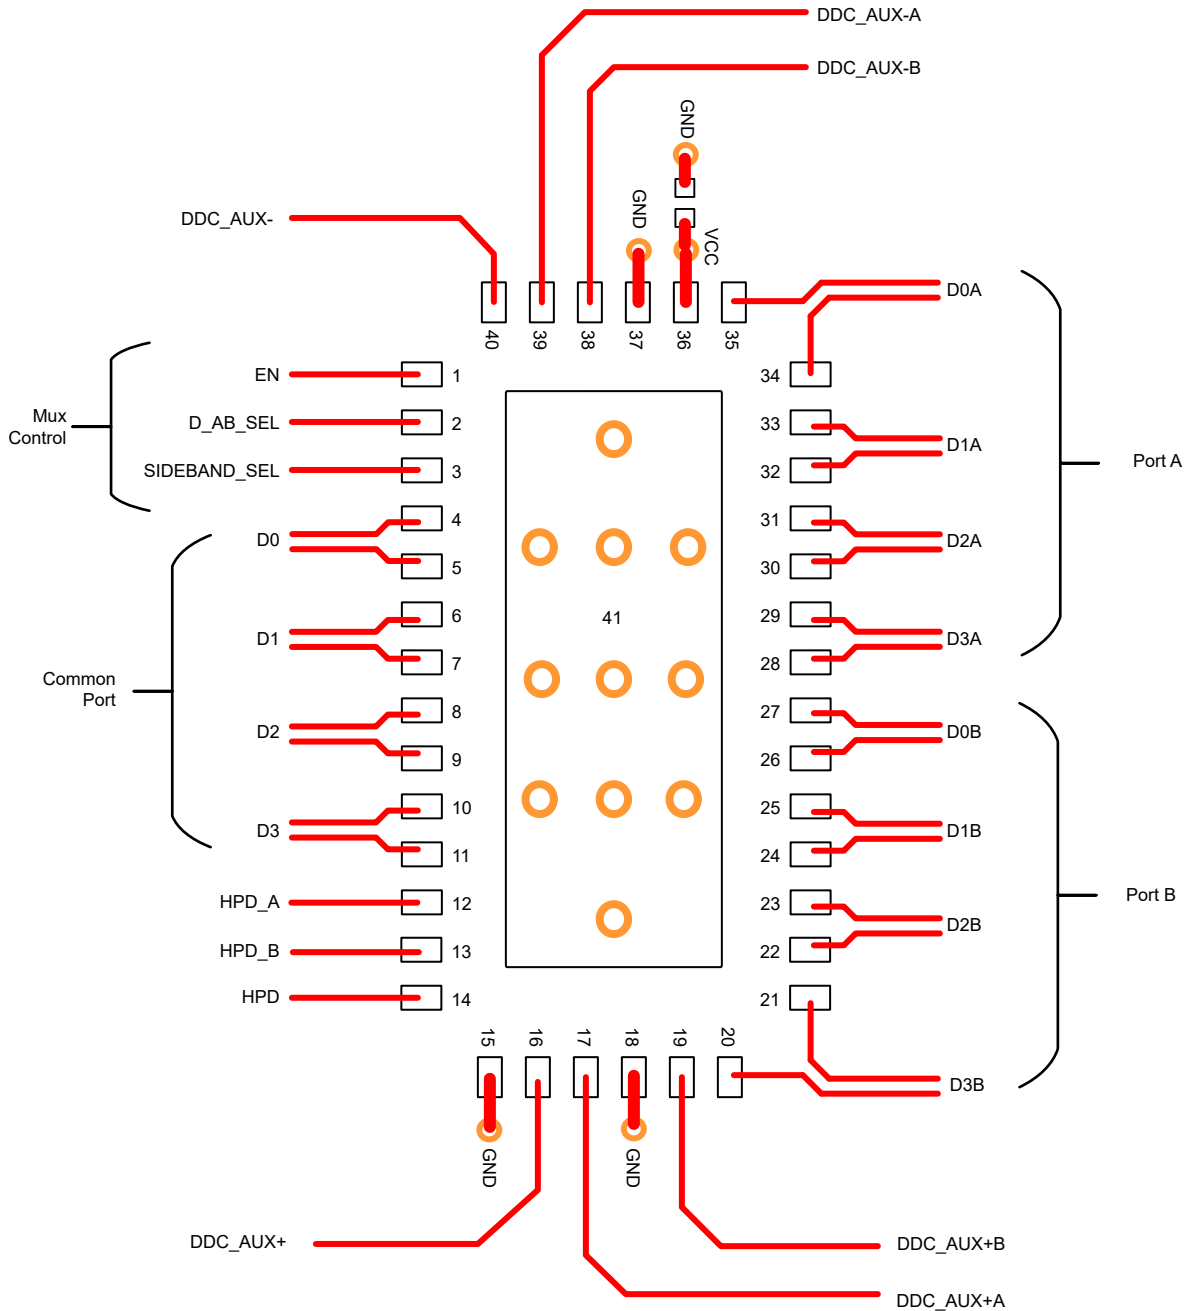 DDC_AUX-A
DDC_AUX-B
GND
GND
VCC
DDC_AUX-
40
39
38
37
36
35
D0A
EN
1
34
Mux
Control
D_AB_SEL
2
33
D1A
SIDEBAND_SEL
3
32
Port A
D0
4
31
D2A
5
30
D1
6
41
29
D3A
7
28
Common
Port
D2
8
27
D0B
9
26
D3
10
25
D1B
11
24
HPD_A
12
23
D2B
Port B
HPD_B
13
22
HPD
14
21
15
16
17
18
19
20
D3B
GND
GND
DDC_AUX+
DDC_AUX+B
DDC_AUX+A